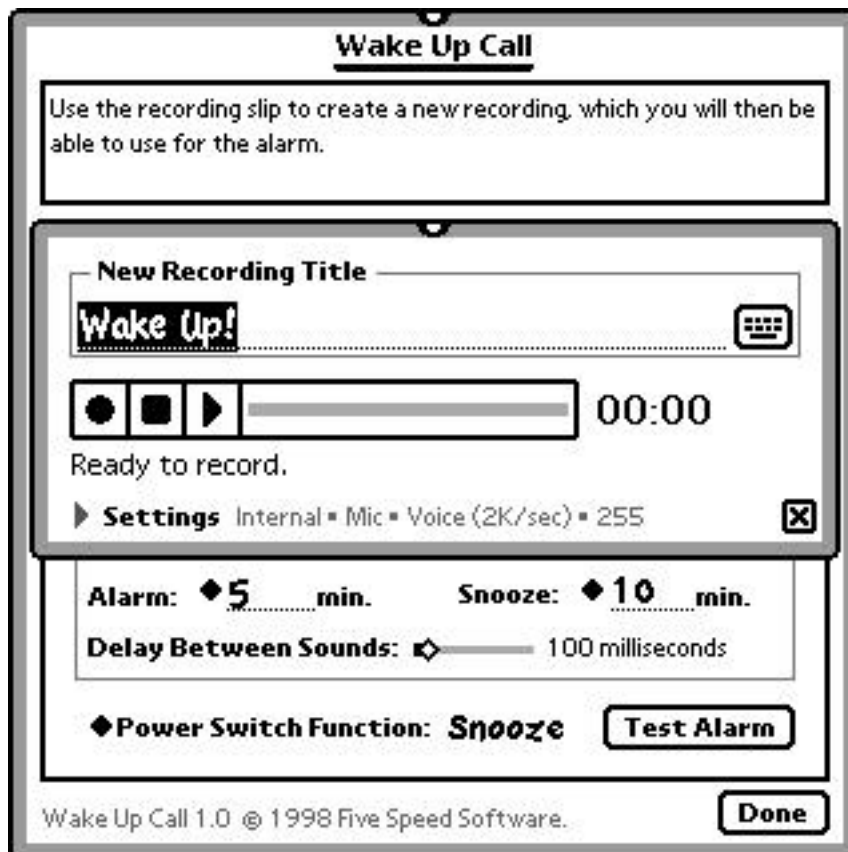 Wake Up Call
Use the recording slip to create a new recording, which you will then be
able to use for the alarm.
New Recording Title
Wake Up!
00:00
Ready to record.
Settings Internal ▪ Mic ▪ Voice (2K/sec) ▪ 255
Alarm: ◆5 min. Snooze: ◆10 min.
Delay Between Sounds: 100 milliseconds
◆Power Switch Function: Snooze Test Alarm
Wake Up Call 1.0 © 1998 Five Speed Software. Done